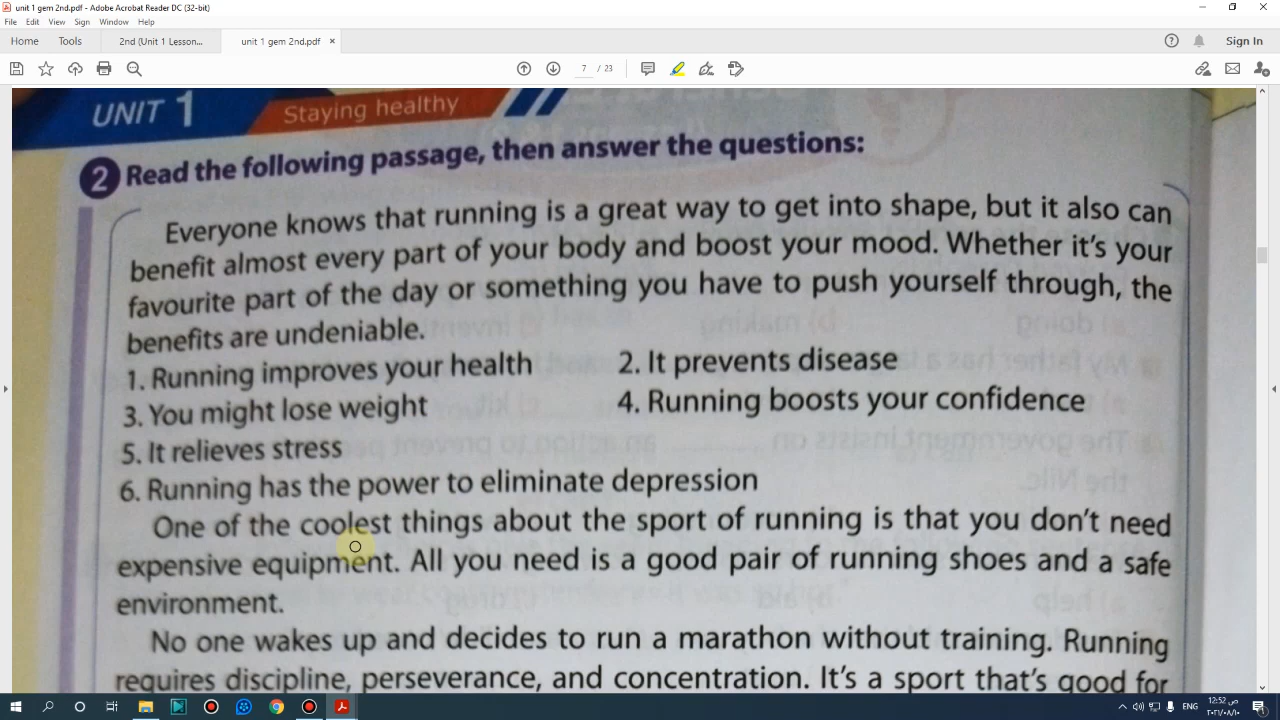 unit 1 gem 2nd.pdf - Adobe Acrobat Reader DC (32-bit)
File Edit View Sign Window Help
Home Tools 2nd (Unit 1 Lesson... unit 1 gem 2nd.pdf × Sign In
7 / 23
UNIT 1 Staying healthy
2 Read the following passage, then answer the questions:
Everyone knows that running is a great way to get into shape, but it also can
benefit almost every part of your body and boost your mood. Whether it's your
favourite part of the day or something you have to push yourself through, the
benefits are undeniable.
1. Running improves your health 2. It prevents disease
3. You might lose weight 4. Running boosts your confidence
5. It relieves stress
6. Running has the power to eliminate depression
One of the coolest things about the sport of running is that you don't need
expensive equipment. All you need is a good pair of running shoes and a safe
environment.
No one wakes up and decides to run a marathon without training. Running
requires discipline, perseverance, and concentration. It's a sport that's good for
ENG 12:52 ص